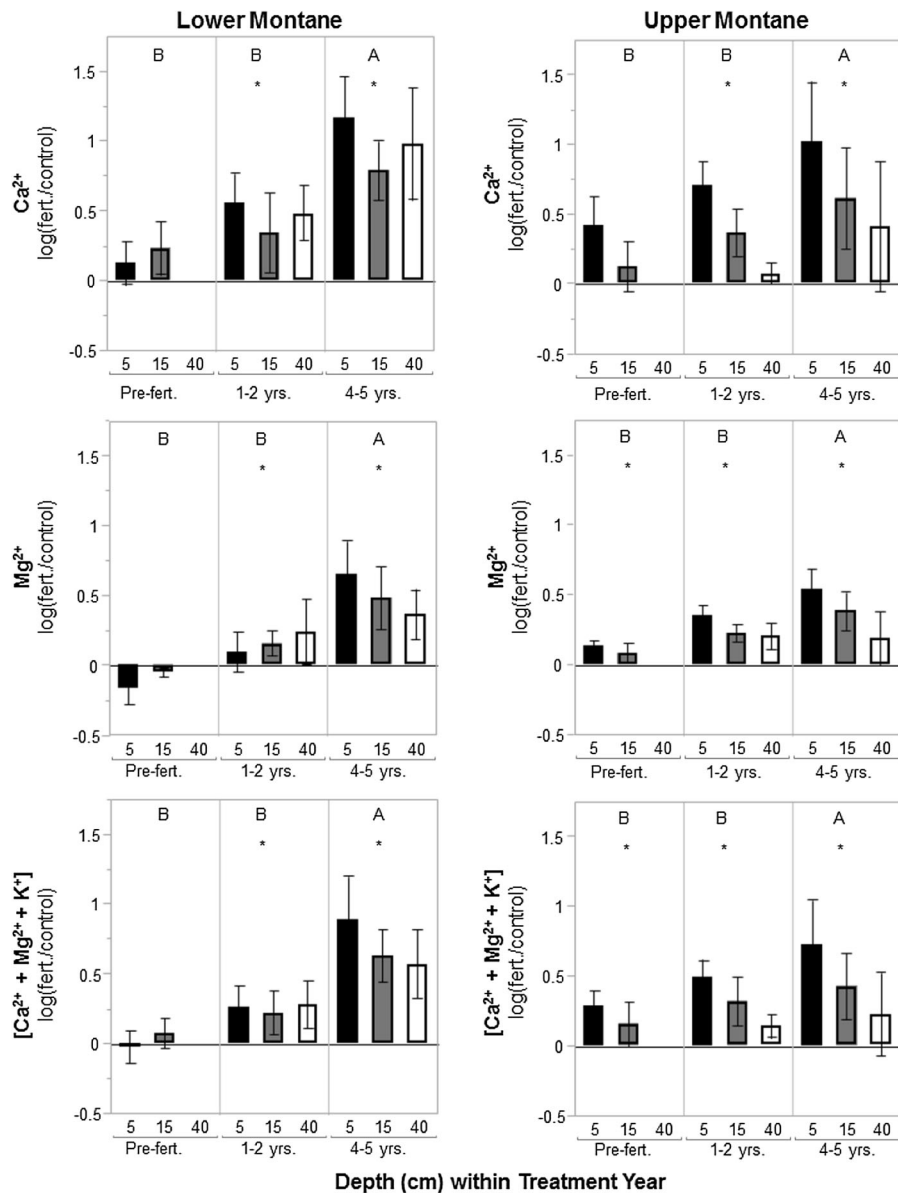 Lower Montane
Ca²⁺
log(fert./control)
B B A
* *
1.5
1
0.5
0
-0.5
5 15 40 5 15 40 5 15 40
Pre-fert. 1-2 yrs. 4-5 yrs.
Upper Montane
Ca²⁺
log(fert./control)
B B A
* *
1.5
1
0.5
0
-0.5
5 15 40 5 15 40 5 15 40
Pre-fert. 1-2 yrs. 4-5 yrs.
Mg²⁺
log(fert./control)
B B A
* *
1.5
1
0.5
0
-0.5
5 15 40 5 15 40 5 15 40
Pre-fert. 1-2 yrs. 4-5 yrs.
Mg²⁺
log(fert./control)
B B A
* * *
1.5
1
0.5
0
-0.5
5 15 40 5 15 40 5 15 40
Pre-fert. 1-2 yrs. 4-5 yrs.
[Ca²⁺ + Mg²⁺ + K⁺]
log(fert./control)
B B A
* *
1.5
1
0.5
0
-0.5
5 15 40 5 15 40 5 15 40
Pre-fert. 1-2 yrs. 4-5 yrs.
[Ca²⁺ + Mg²⁺ + K⁺]
log(fert./control)
B B A
* * *
1.5
1
0.5
0
-0.5
5 15 40 5 15 40 5 15 40
Pre-fert. 1-2 yrs. 4-5 yrs.
Depth (cm) within Treatment Year